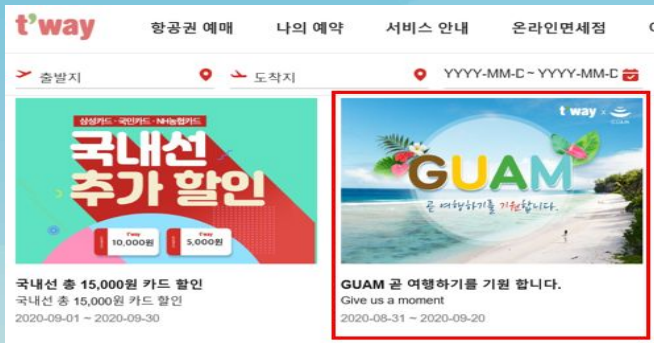 t'way 항공권 예매 나의 예약 서비스 안내 온라인면세점
출발지 도착지 YYYY-MM-D ~ YYYY-MM-D
삼성카드 · 국민카드 · NH농협카드
국내선
추가 할인
t'way 10,000원 t'way 5,000원
t'way ×
GUAM
GUAM
곧 여행하기를 기원합니다.
국내선 총 15,000원 카드 할인
국내선 총 15,000원 카드 할인
2020-09-01 ~ 2020-09-30
GUAM 곧 여행하기를 기원 합니다.
Give us a moment
2020-08-31 ~ 2020-09-20